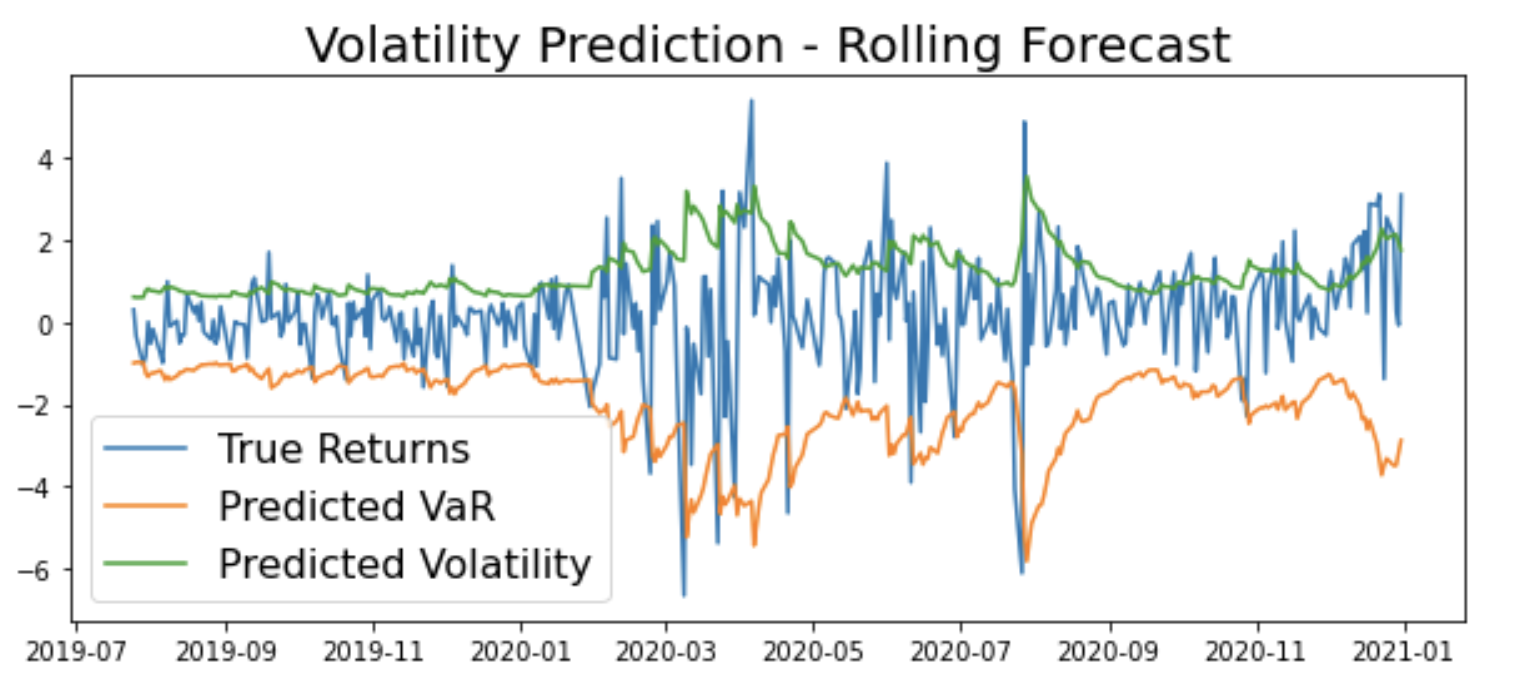 Volatility Prediction - Rolling Forecast
4
2
0
−2
−4
−6
True Returns
Predicted VaR
Predicted Volatility
2019-07 2019-09 2019-11 2020-01 2020-03 2020-05 2020-07 2020-09 2020-11 2021-01